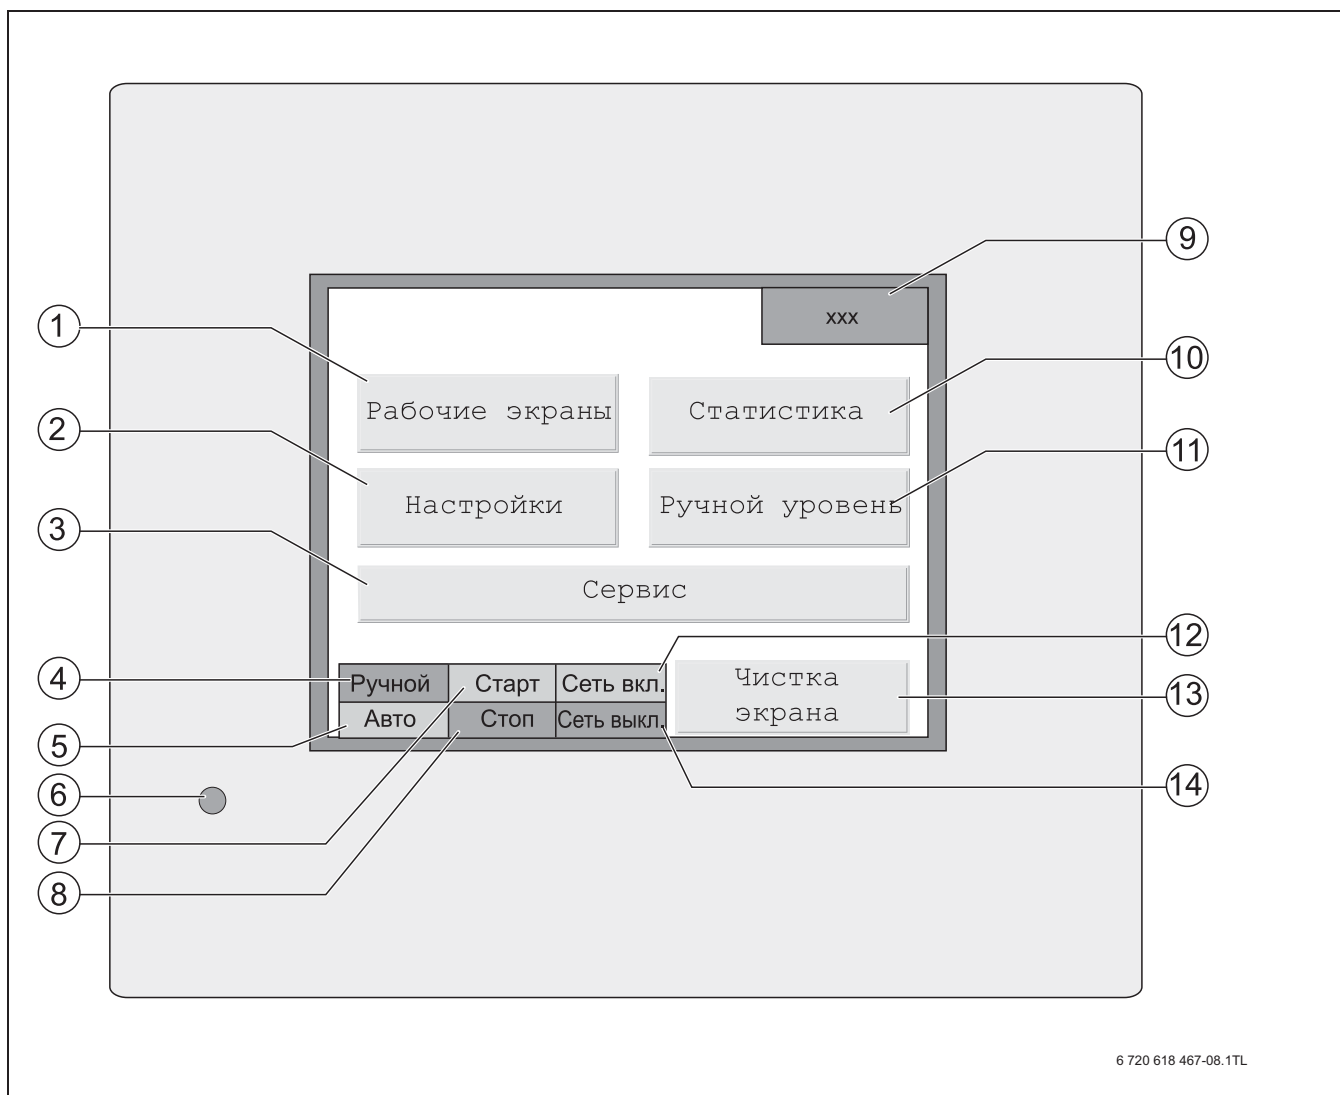 9
xxx
1
10
Рабочие экраны
Статистика
2
11
Настройки
Ручной уровень
3
Сервис
12
4
Ручной
Старт
Сеть вкл.
Чистка
экрана
13
5
Авто
Стоп
Сеть выкл.
6
14
7
8
6 720 618 467-08.1TL